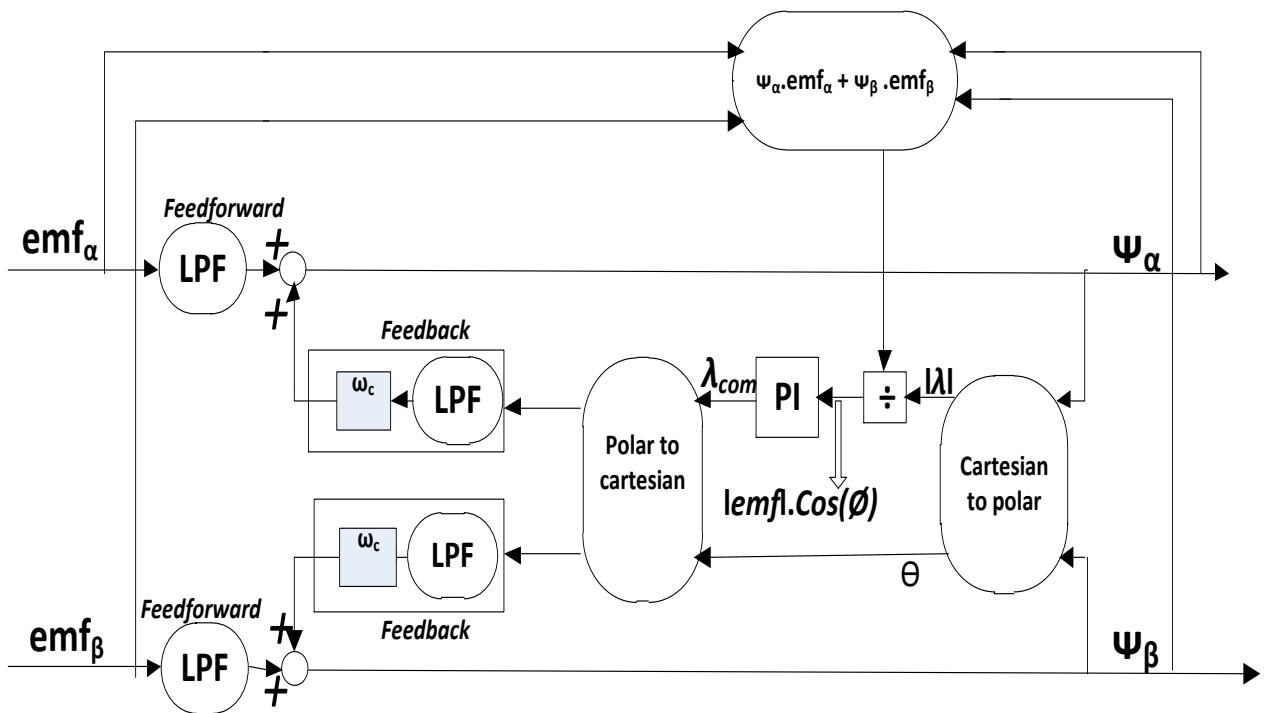 Ψα.emfα + Ψβ .emfβ
Feedforward
emfα
LPF
+
+
Ψα
Feedback
ωc
LPF
λcom
PI
÷
|λ|
Polar to
cartesian
Cartesian
to polar
|emf|.Cos(Ø)
ωc
LPF
θ
Feedforward
Feedback
emfβ
LPF
+
+
Ψβ